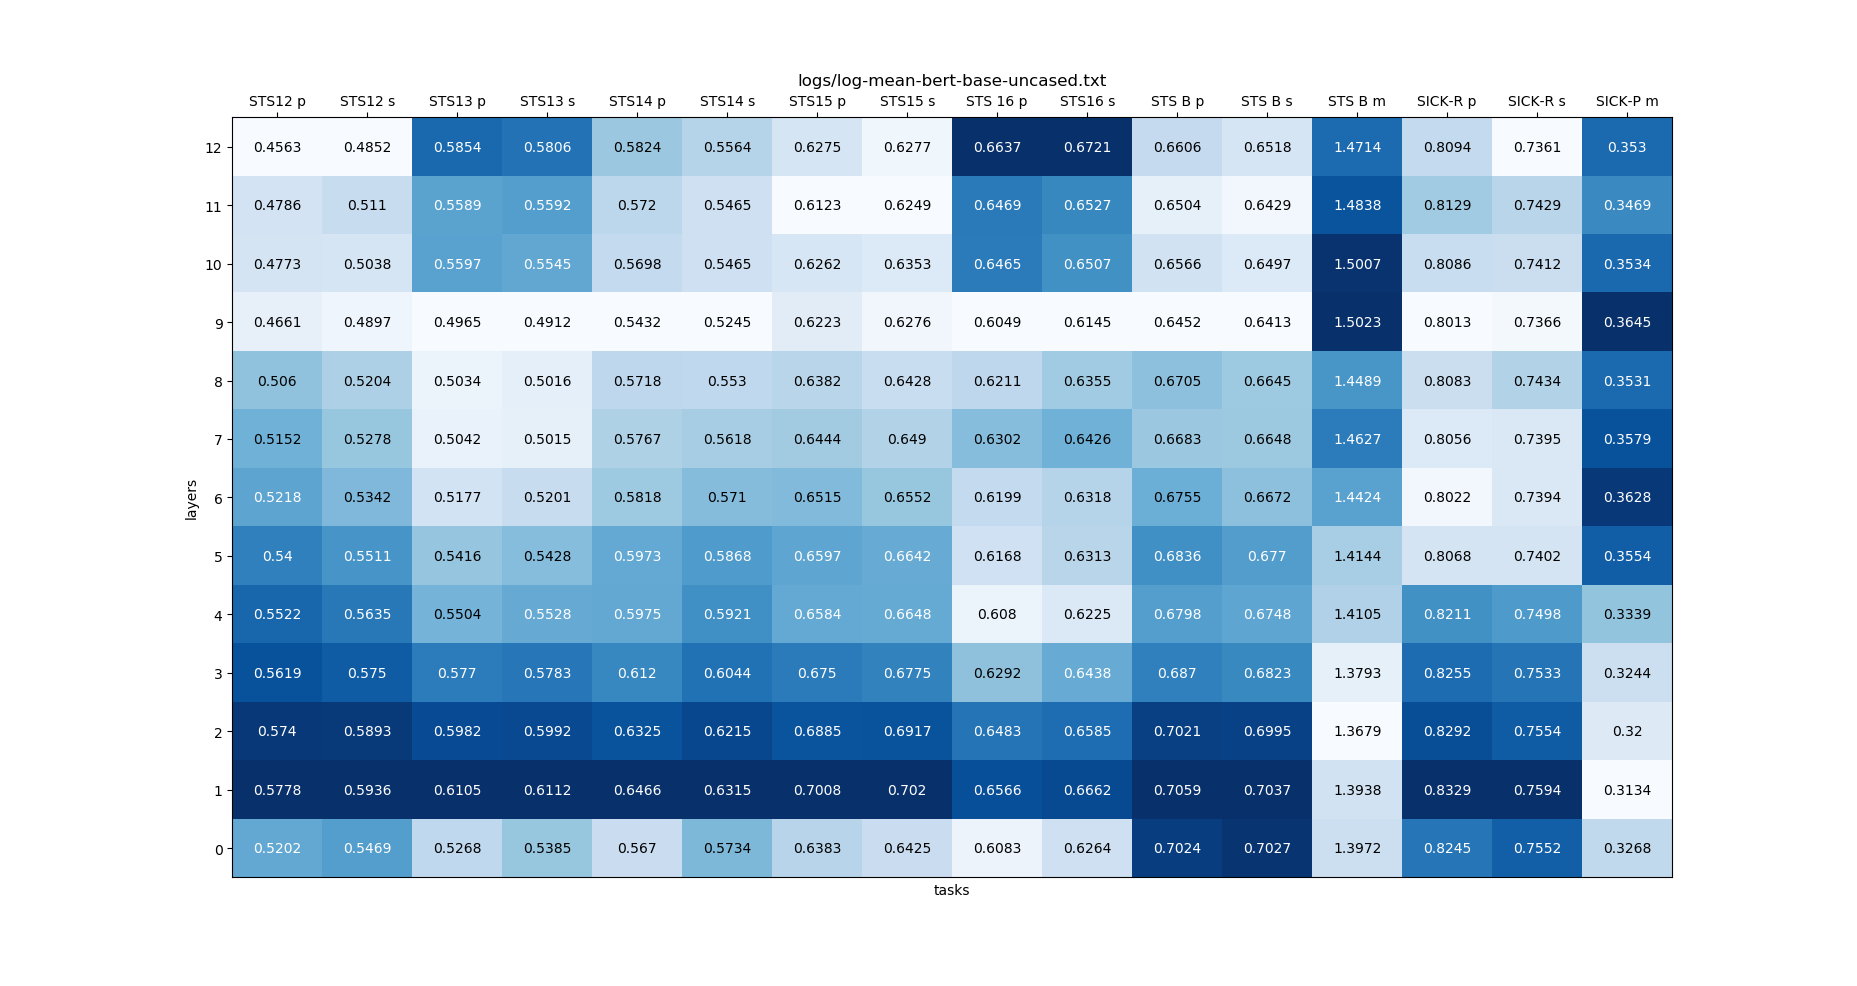 logs/log-mean-bert-base-uncased.txt
STS12 p STS12 s STS13 p STS13 s STS14 p STS14 s STS15 p STS15 s STS 16 p STS16 s STS B p STS B s STS B m SICK-R p SICK-R s SICK-P m
12 0.4563 0.4852 0.5854 0.5806 0.5824 0.5564 0.6275 0.6277 0.6637 0.6721 0.6606 0.6518 1.4714 0.8094 0.7361 0.353
11 0.4786 0.511 0.5589 0.5592 0.572 0.5465 0.6123 0.6249 0.6469 0.6527 0.6504 0.6429 1.4838 0.8129 0.7429 0.3469
10 0.4773 0.5038 0.5597 0.5545 0.5698 0.5465 0.6262 0.6353 0.6465 0.6507 0.6566 0.6497 1.5007 0.8086 0.7412 0.3534
9 0.4661 0.4897 0.4965 0.4912 0.5432 0.5245 0.6223 0.6276 0.6049 0.6145 0.6452 0.6413 1.5023 0.8013 0.7366 0.3645
8 0.506 0.5204 0.5034 0.5016 0.5718 0.553 0.6382 0.6428 0.6211 0.6355 0.6705 0.6645 1.4489 0.8083 0.7434 0.3531
7 0.5152 0.5278 0.5042 0.5015 0.5767 0.5618 0.6444 0.649 0.6302 0.6426 0.6683 0.6648 1.4627 0.8056 0.7395 0.3579
6 0.5218 0.5342 0.5177 0.5201 0.5818 0.571 0.6515 0.6552 0.6199 0.6318 0.6755 0.6672 1.4424 0.8022 0.7394 0.3628
layers
5 0.54 0.5511 0.5416 0.5428 0.5973 0.5868 0.6597 0.6642 0.6168 0.6313 0.6836 0.677 1.4144 0.8068 0.7402 0.3554
4 0.5522 0.5635 0.5504 0.5528 0.5975 0.5921 0.6584 0.6648 0.608 0.6225 0.6798 0.6748 1.4105 0.8211 0.7498 0.3339
3 0.5619 0.575 0.577 0.5783 0.612 0.6044 0.675 0.6775 0.6292 0.6438 0.687 0.6823 1.3793 0.8255 0.7533 0.3244
2 0.574 0.5893 0.5982 0.5992 0.6325 0.6215 0.6885 0.6917 0.6483 0.6585 0.7021 0.6995 1.3679 0.8292 0.7554 0.32
1 0.5778 0.5936 0.6105 0.6112 0.6466 0.6315 0.7008 0.702 0.6566 0.6662 0.7059 0.7037 1.3938 0.8329 0.7594 0.3134
0 0.5202 0.5469 0.5268 0.5385 0.567 0.5734 0.6383 0.6425 0.6083 0.6264 0.7024 0.7027 1.3972 0.8245 0.7552 0.3268
tasks